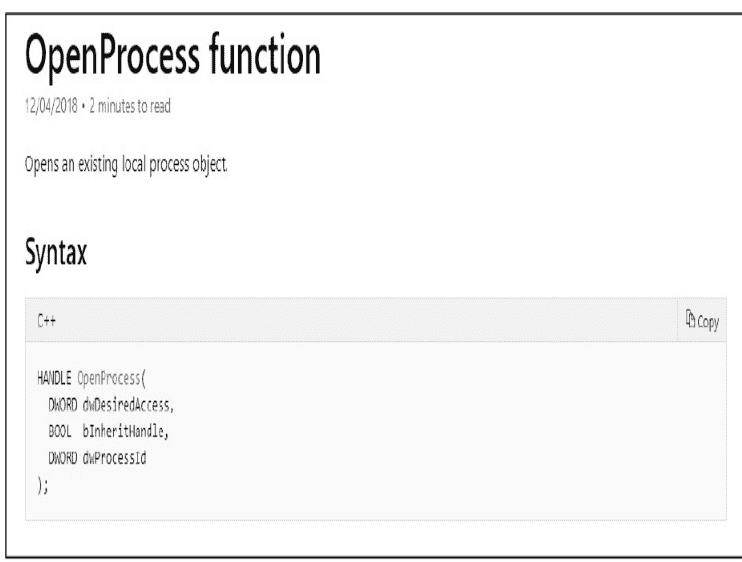 OpenProcess function
12/04/2018 • 2 minutes to read
Opens an existing local process object.
Syntax
C++
Copy
HANDLE OpenProcess(
  DWORD dwDesiredAccess,
  BOOL  bInheritHandle,
  DWORD dwProcessId
);